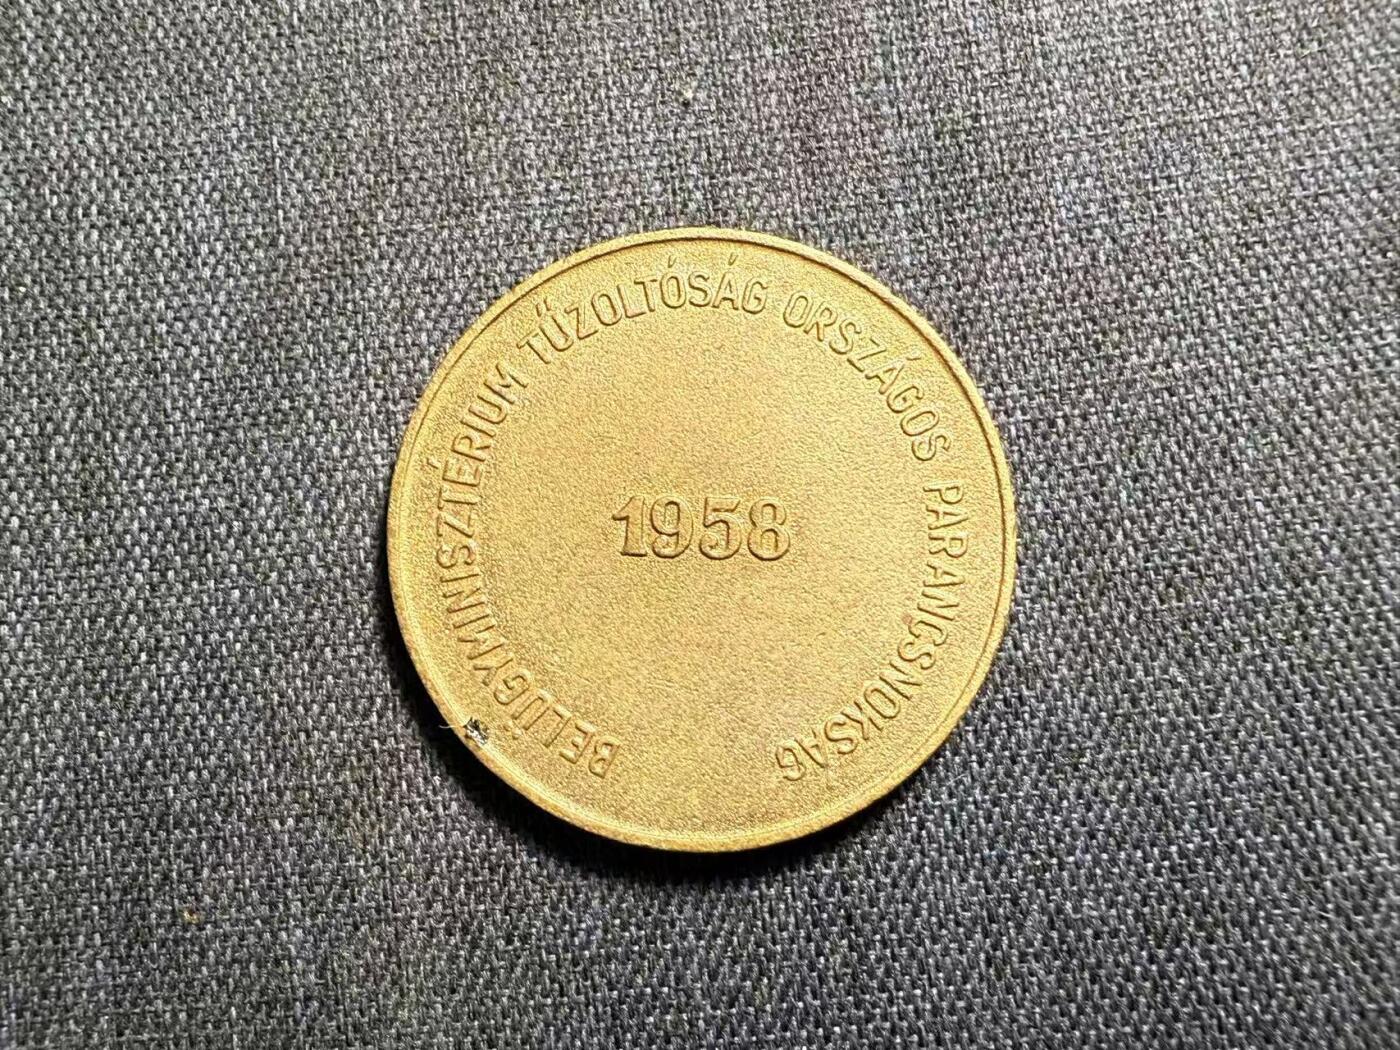 BELÜGYMINISZTÉRIUM TŰZOLTÓSÁG ORSZÁGOS PARANCSNOKSÁG
1958